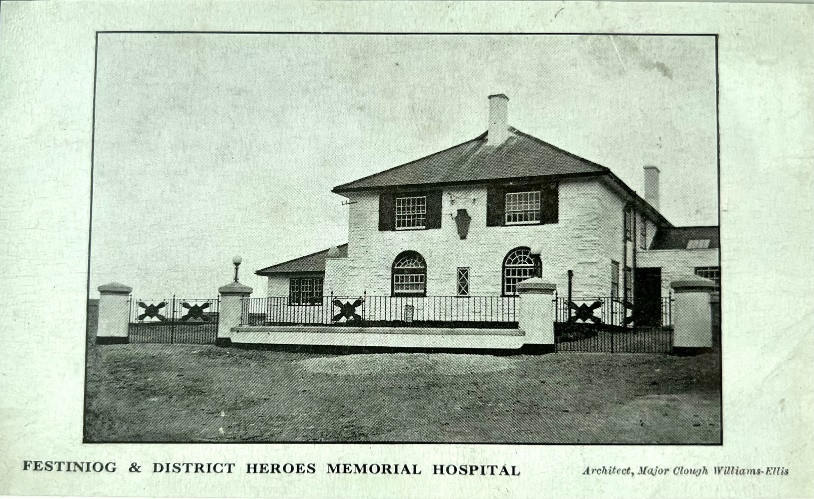 FESTINIOG & DISTRICT HEROES MEMORIAL HOSPITAL
Architect, Major Clough Williams-Ellis